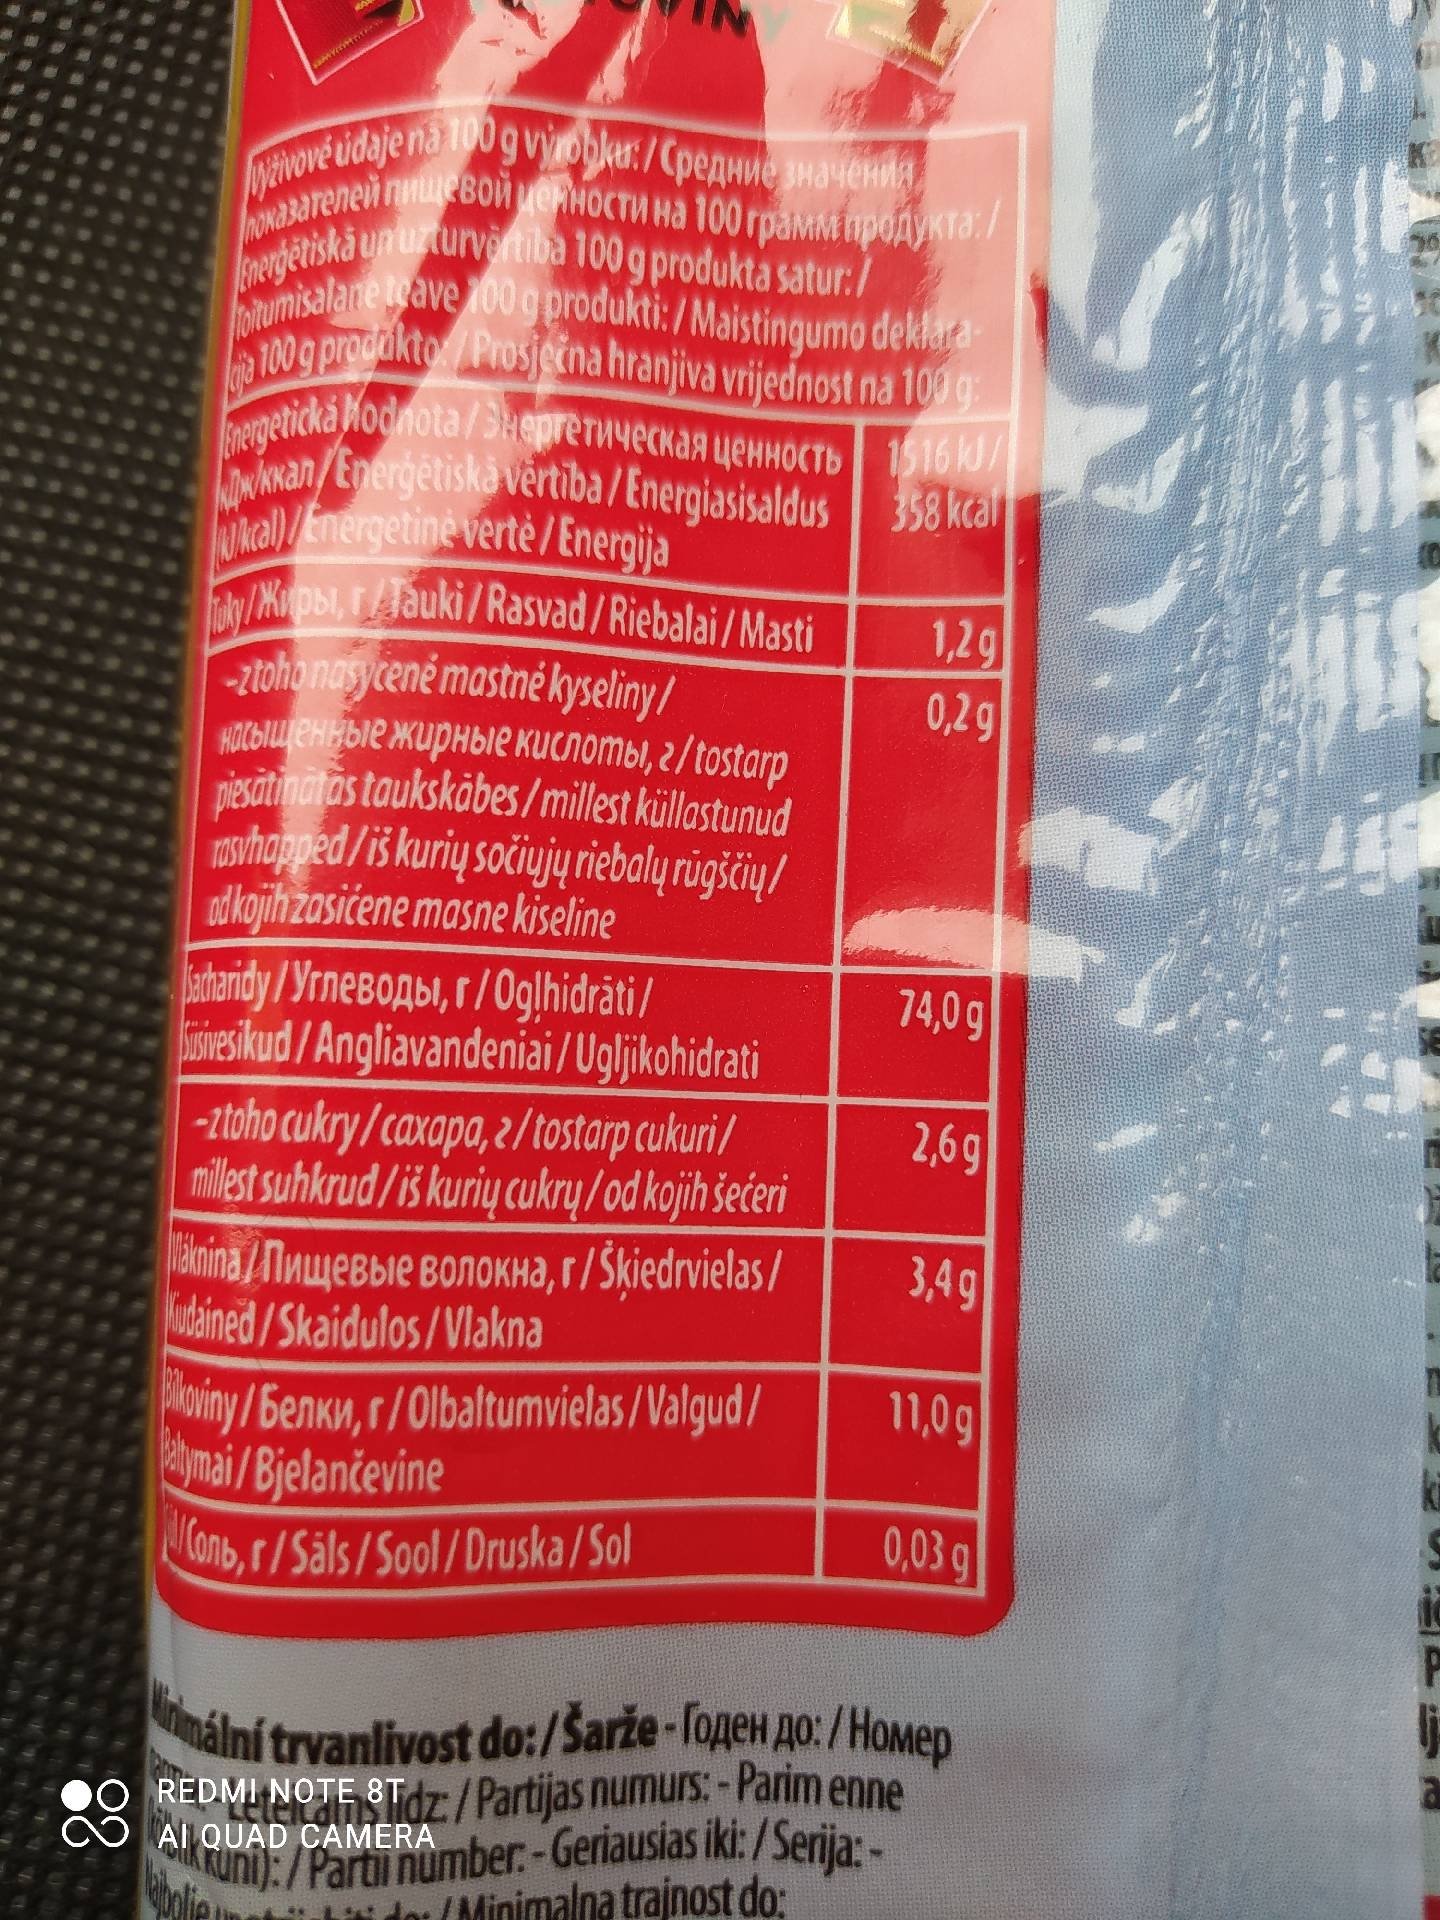 Výživové údaje na 100 g výrobku: / Средние значения
показателей пищевой ценности на 100 грамм продукта: /
Enerģētiskā un uzturvērtība 100 g produkta satur: /
Toitumisalane teave 100 g produkti: / Maistingumo deklara-
cija 100 g produkto: / Prosječna hranjiva vrijednost na 100 g:
Energetická hodnota / Энергетическая ценность 1516 kJ /
кДж/ккал / Enerģētiskā vērtība / Energiasisaldus 358 kcal
(kJ/kcal) / Energetinė vertė / Energija
Tuky / Жиры, г / Tauki / Rasvad / Riebalai / Masti 1,2 g
-z toho nasycené mastné kyseliny / 0,2 g
насыщенные жирные кислоты, г / tostarp
piesātinātās taukskābes / millest küllastunud
rasvhapped / iš kurių sočiųjų riebalų rūgščių /
od kojih zasićene masne kiseline
Sacharidy / Углеводы, г / Ogļhidrāti / 74,0 g
Süsivesikud / Angliavandeniai / Ugljikohidrati
-z toho cukry / сахара, г / tostarp cukuri / 2,6 g
millest suhkrud / iš kurių cukrų / od kojih šećeri
Vláknina / Пищевые волокна, г / Šķiedrvielas / 3,4 g
Kiudained / Skaidulos / Vlakna
Bílkoviny / Белки, г / Olbaltumvielas / Valgud / 11,0 g
Baltymai / Bjelančevine
/ Соль, г / Sāls / Sool / Druska / Sol 0,03 g
Minimální trvanlivost do: / Šarže - Годен до: / Номер
līdz: / Partijas numurs: - Parim enne
kuni): / Partii number: - Geriausias iki: / Serija: -
Najbolje do: / Minimalna trajnost do:
REDMI NOTE 8T
AI QUAD CAMERA